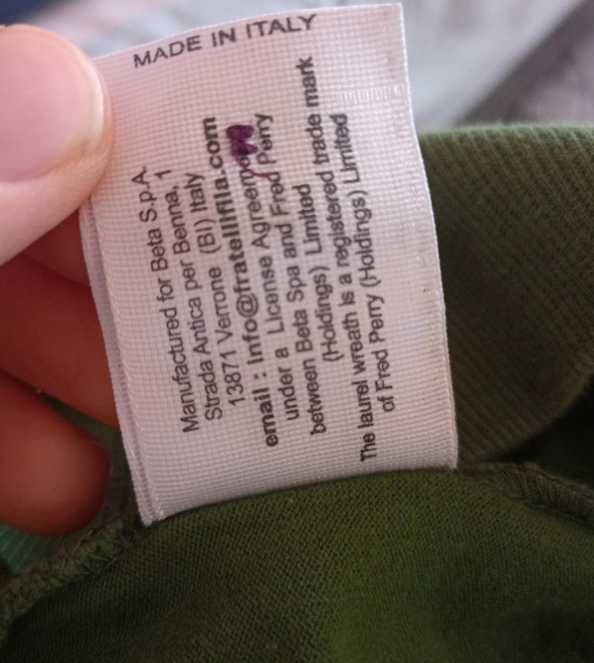 MADE IN ITALY
Manufactured for Beta S.p.A.
Strada Antica per Benna, 1
13871 Verrone (BI) Italy
email : info@fratellifila.com
under a License Agreement
between Beta Spa and Fred Perry
(Holdings) Limited
The laurel wreath is a registered trade mark
of Fred Perry (Holdings) Limited